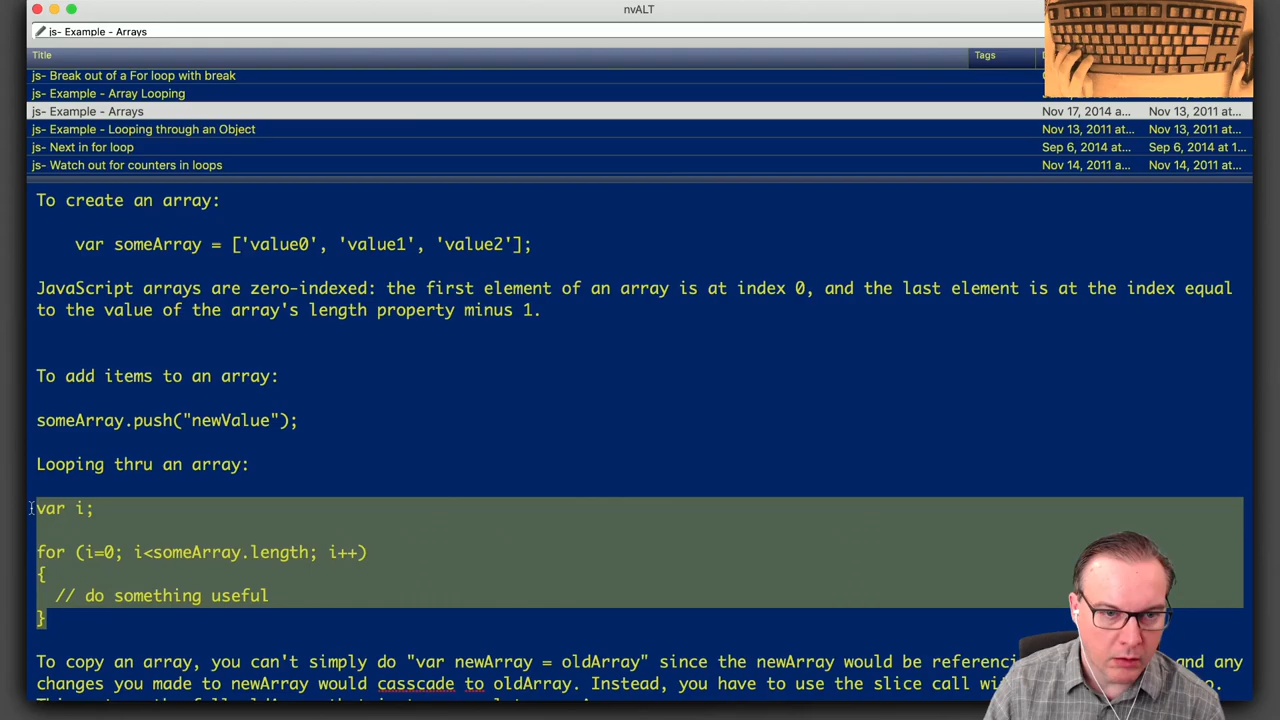 nvALT
js- Example - Arrays
Title Tags
js- Break out of a For loop with break
js- Example - Array Looping
js- Example - Arrays Nov 17, 2014 a... Nov 13, 2011 at...
js- Example - Looping through an Object Nov 13, 2011 at... Nov 13, 2011 at...
js- Next in for loop Sep 6, 2014 at... Sep 6, 2014 at 1...
js- Watch out for counters in loops Nov 14, 2011 at... Nov 14, 2011 at...
To create an array:
var someArray = ['value0', 'value1', 'value2'];
JavaScript arrays are zero-indexed: the first element of an array is at index 0, and the last element is at the index equal
to the value of the array's length property minus 1.
To add items to an array:
someArray.push("newValue");
Looping thru an array:
var i;
for (i=0; i<someArray.length; i++)
{
// do something useful
}
To copy an array, you can't simply do "var newArray = oldArray" since the newArray would be and any
changes you made to newArray would casscade to oldArray. Instead, you have to use the slice call